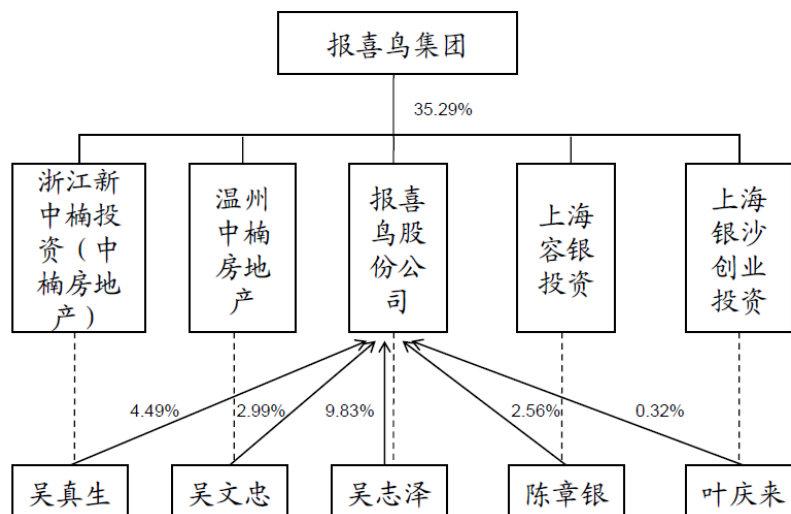 报喜鸟集团
35.29%
浙江新
中楠投
资（中
楠房地
产）
温州
中楠
房地
产
报喜
鸟股
份公
司
上海
容银
投资
上海
银沙
创业
投资
4.49%
2.99%
9.83%
2.56%
0.32%
吴真生
吴文忠
吴志泽
陈章银
叶庆来